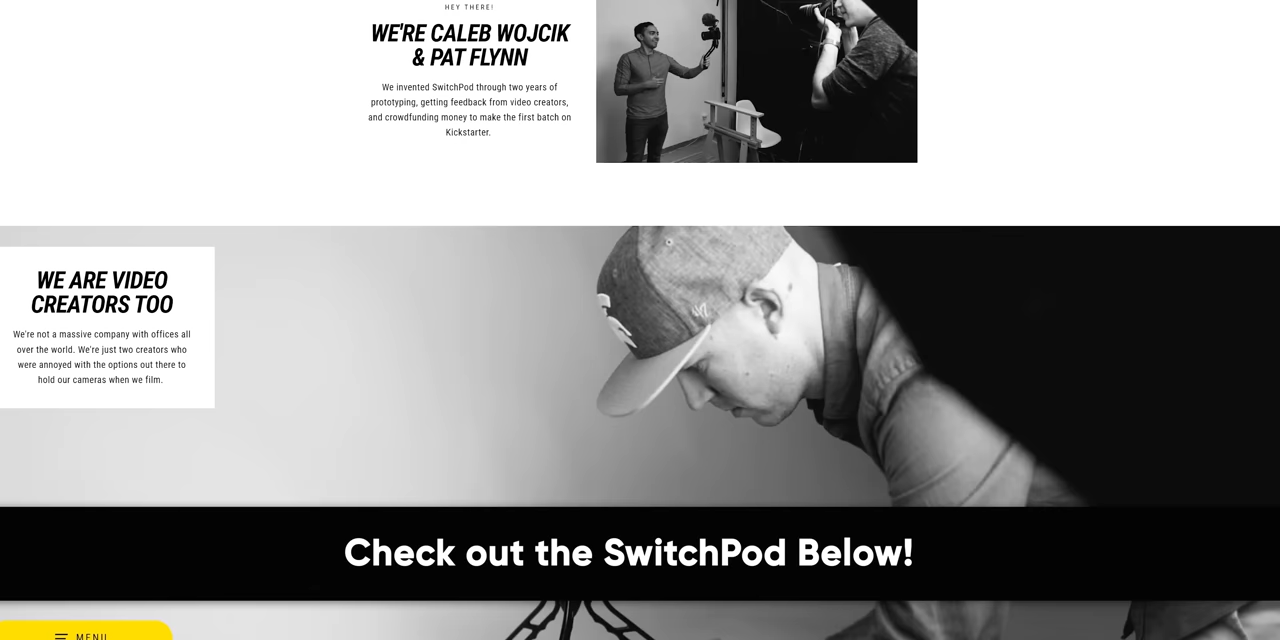 HEY THERE!
WE'RE CALEB WOJCIK
& PAT FLYNN
We invented SwitchPod through two years of
prototyping, getting feedback from video creators,
and crowdfunding money to make the first batch on
Kickstarter.
WE ARE VIDEO
CREATORS TOO
We're not a massive company with offices all
over the world. We're just two creators who
were annoyed with the options out there to
hold our cameras when we film.
Check out the SwitchPod Below!
MENU